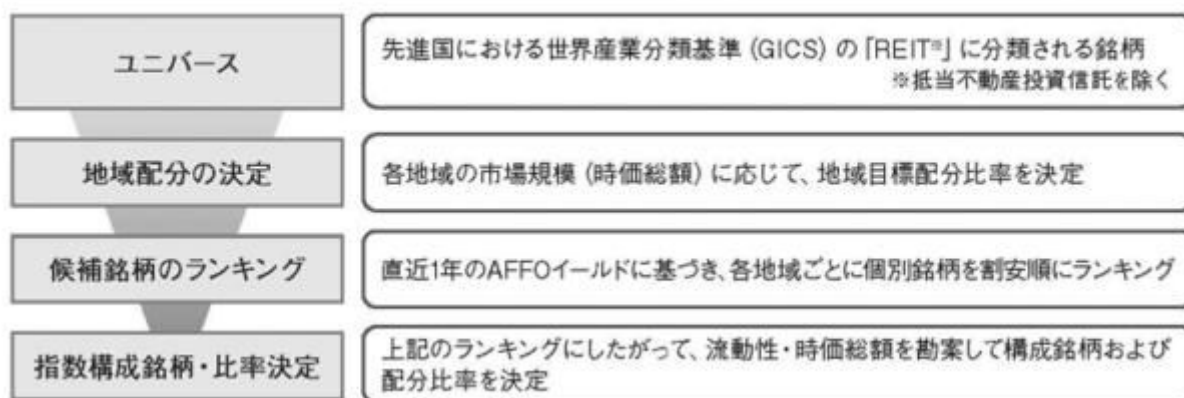 ユニバース
先進国における世界産業分類基準 (GICS) の「REIT※」に分類される銘柄
※抵当不動産投資信託を除く
地域配分の決定
各地域の市場規模 (時価総額) に応じて、地域目標配分比率を決定
候補銘柄のランキング
直近1年のAFFOイールドに基づき、各地域ごとに個別銘柄を割安順にランキング
指数構成銘柄・比率決定
上記のランキングにしたがって、流動性・時価総額を勘案して構成銘柄および
配分比率を決定